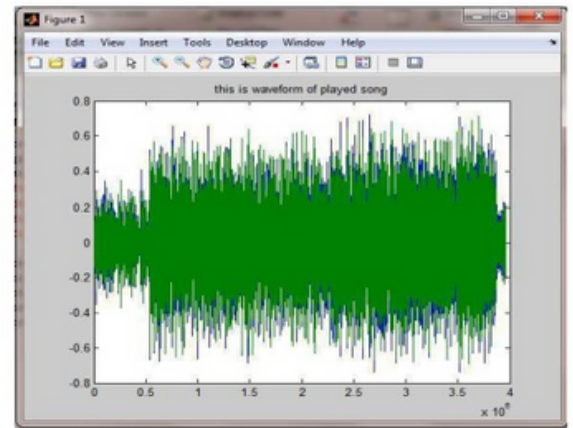 Figure 1
File Edit View Insert Tools Desktop Window Help
this is waveform of played song
0.8
0.6
0.4
0.2
0
-0.2
-0.4
-0.6
-0.8
0 0.5 1 1.5 2 2.5 3 3.5 4
x 10^6